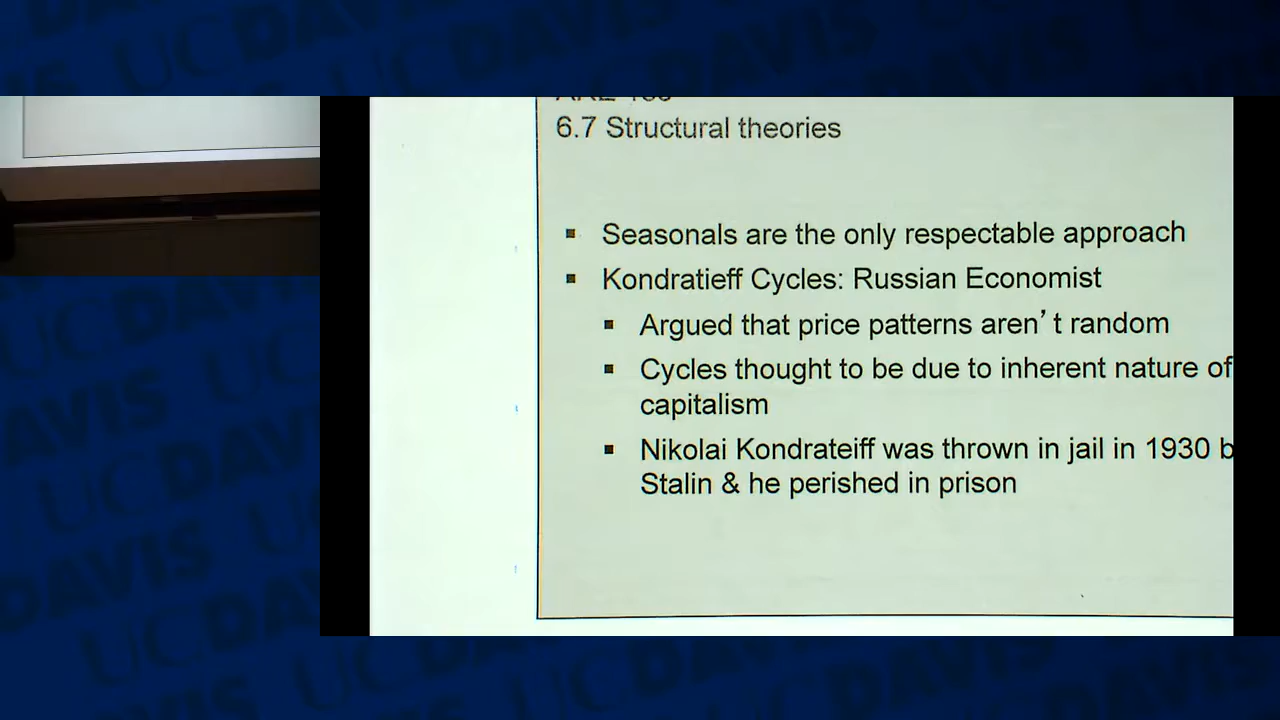 6.7 Structural theories
Seasonals are the only respectable approach
Kondratieff Cycles: Russian Economist
Argued that price patterns aren’t random
Cycles thought to be due to inherent nature of
capitalism
Nikolai Kondrateiff was thrown in jail in 1930
Stalin & he perished in prison
UC DAVIS